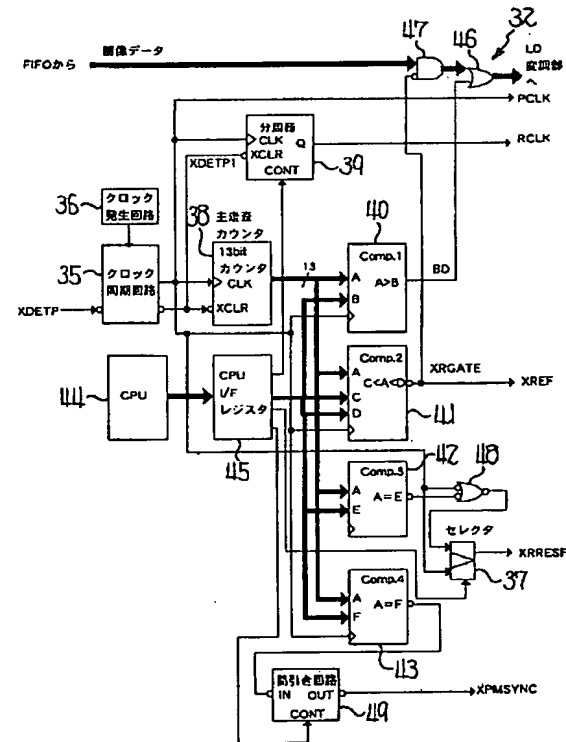 FIFOから
画像データ
47
46
32
LD
変調部
へ
PCLK
分周器
CLK Q
XCLR
CONT
39
RCLK
XDETP1
36
クロック
発生回路
38
主走査
カウンタ
13bit
カウンタ
CLK
XCLR
35
クロック
同期回路
XDETP
13
40
Comp.1
A
A>B
B
BD
44
CPU
CPU
I/F
レジスタ
45
Comp.2
A
C<A<D
C
D
41
XRGATE
XREF
42
Comp.3
A
A=E
E
48
セレクタ
XRRESF
37
Comp.4
A
A=F
F
43
間引き回路
IN OUT
CONT
49
XPMSYNC